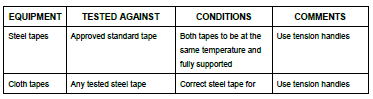 EQUIPMENT TESTED AGAINST CONDITIONS COMMENTS
Steel tapes Approved standard tape Both tapes to be at the Use tension handles
same temperature and
fully supported
Cloth tapes Any tested steel tape Correct steel tape for Use tension handles